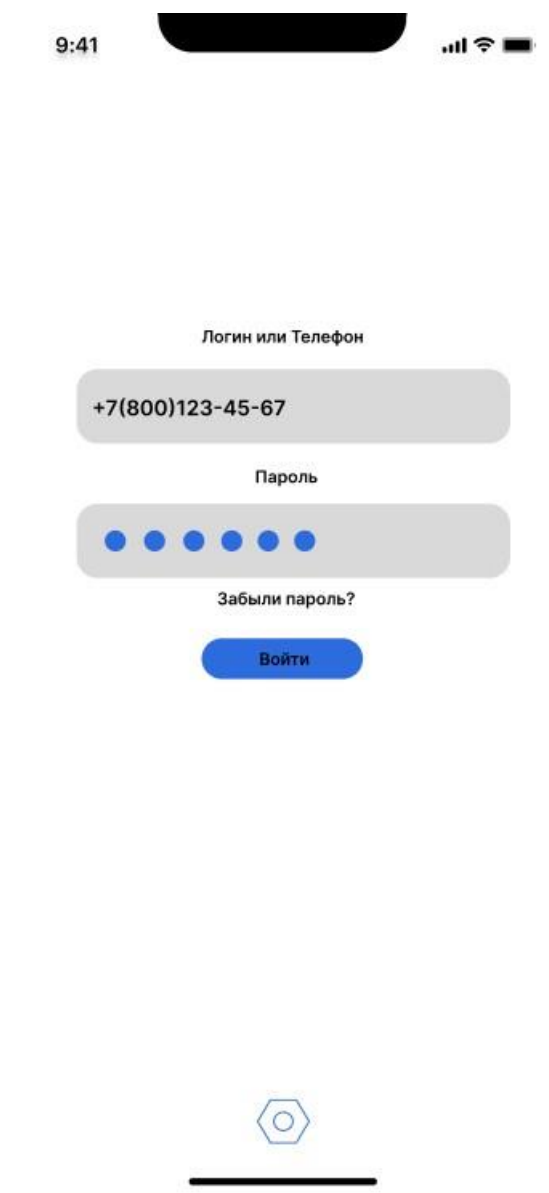 9:41
Логин или Телефон
+7(800)123-45-67
Пароль
Забыли пароль?
Войти